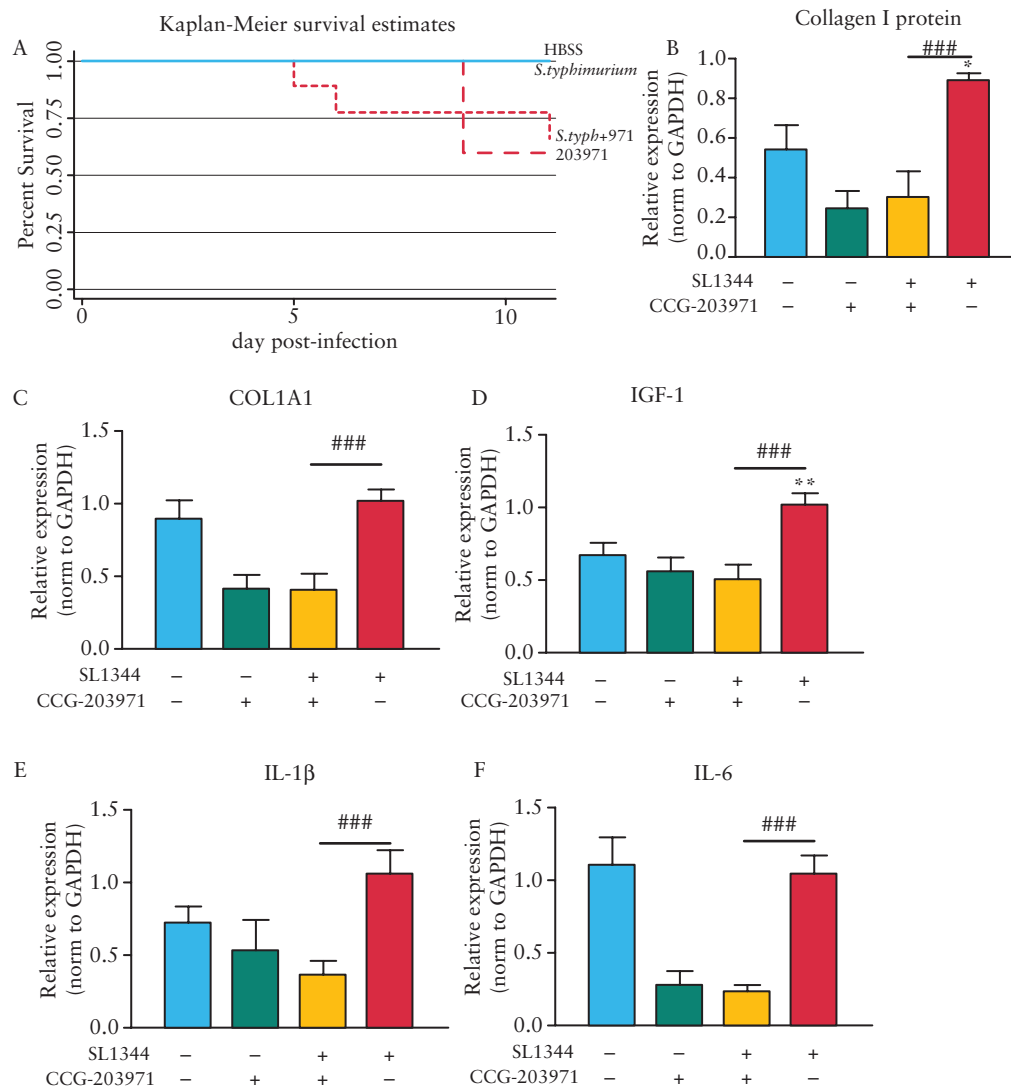 Kaplan-Meier survival estimates
A
HBSS
S.typhimurium
S.typh+971
203971
Percent Survival
1.00
0.75
0.50
0.25
0.00
0 5 10
day post-infection
Collagen I protein
B
###
*
Relative expression
(norm to GAPDH)
1.0
0.8
0.6
0.4
0.2
0.0
SL1344 – – + +
CCG-203971 – + + –
C
COL1A1
###
Relative expression
(norm to GAPDH)
1.5
1.0
0.5
0.0
SL1344 – – + +
CCG-203971 – + + –
D
IGF-1
###
**
Relative expression
(norm to GAPDH)
1.5
1.0
0.5
0.0
SL1344 – – + +
CCG-203971 – + + –
E
IL-1β
###
Relative expression
(norm to GAPDH)
1.5
1.0
0.5
0.0
SL1344 – – + +
CCG-203971 – + + –
F
IL-6
###
Relative expression
(norm to GAPDH)
1.5
1.0
0.5
0.0
SL1344 – – + +
CCG-203971 – + + –